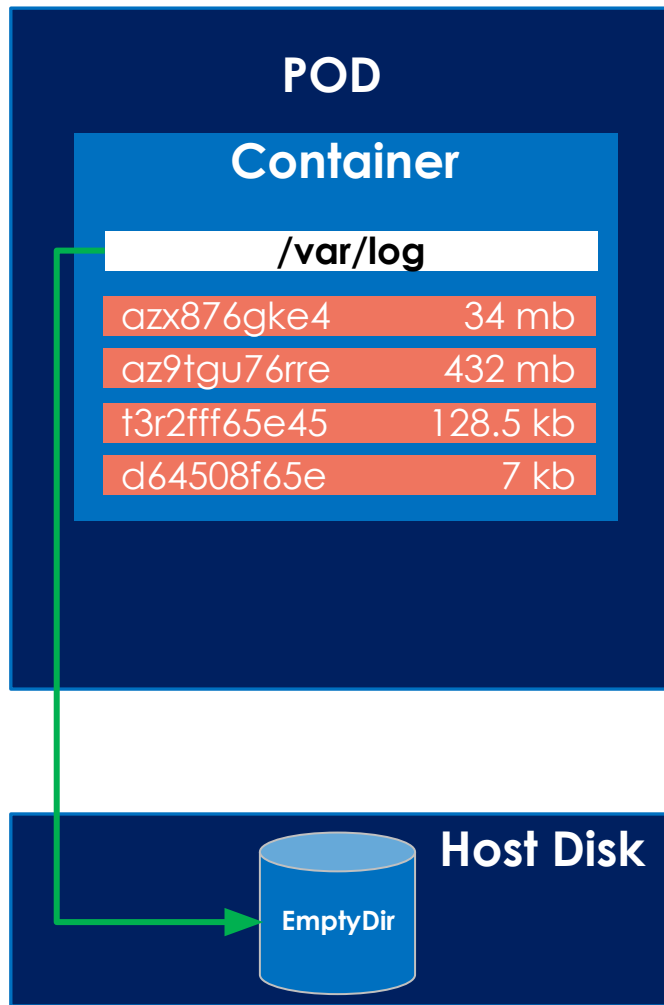 POD
Container
/var/log
azx876gke4 34 mb
az9tgu76rre 432 mb
t3r2fff65e45 128.5 kb
d64508f65e 7 kb
Host Disk
EmptyDir